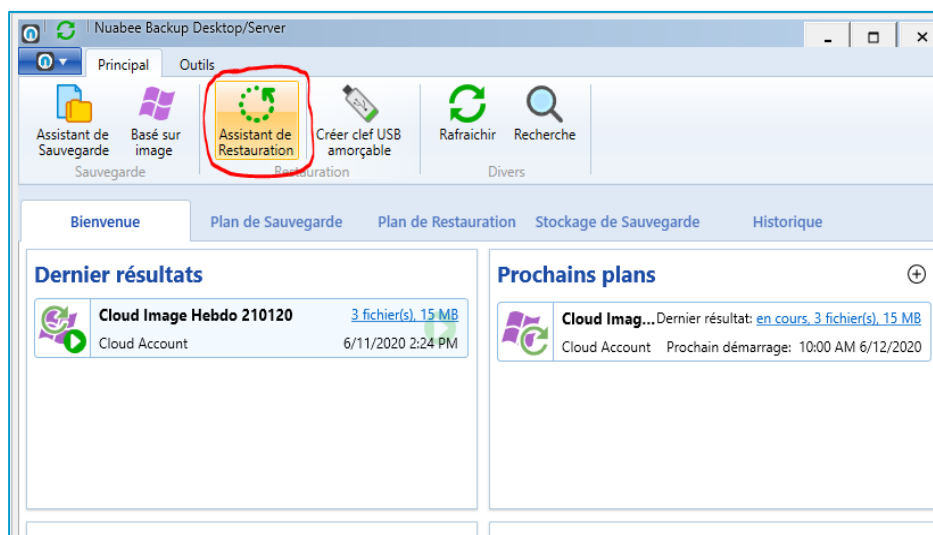 Nuabee Backup Desktop/Server
Principal Outils
Assistant de Sauvegarde
Basé sur image
Assistant de Restauration
Créer clef USB amorçable
Rafraichir
Recherche
Sauvegarde
Restauration
Divers
Bienvenue Plan de Sauvegarde Plan de Restauration Stockage de Sauvegarde Historique
Dernier résultats
Cloud Image Hebdo 210120 3 fichier(s), 15 MB
Cloud Account 6/11/2020 2:24 PM
Prochains plans
Cloud Imag... Dernier résultat: en cours, 3 fichier(s), 15 MB
Cloud Account Prochain démarrage: 10:00 AM 6/12/2020